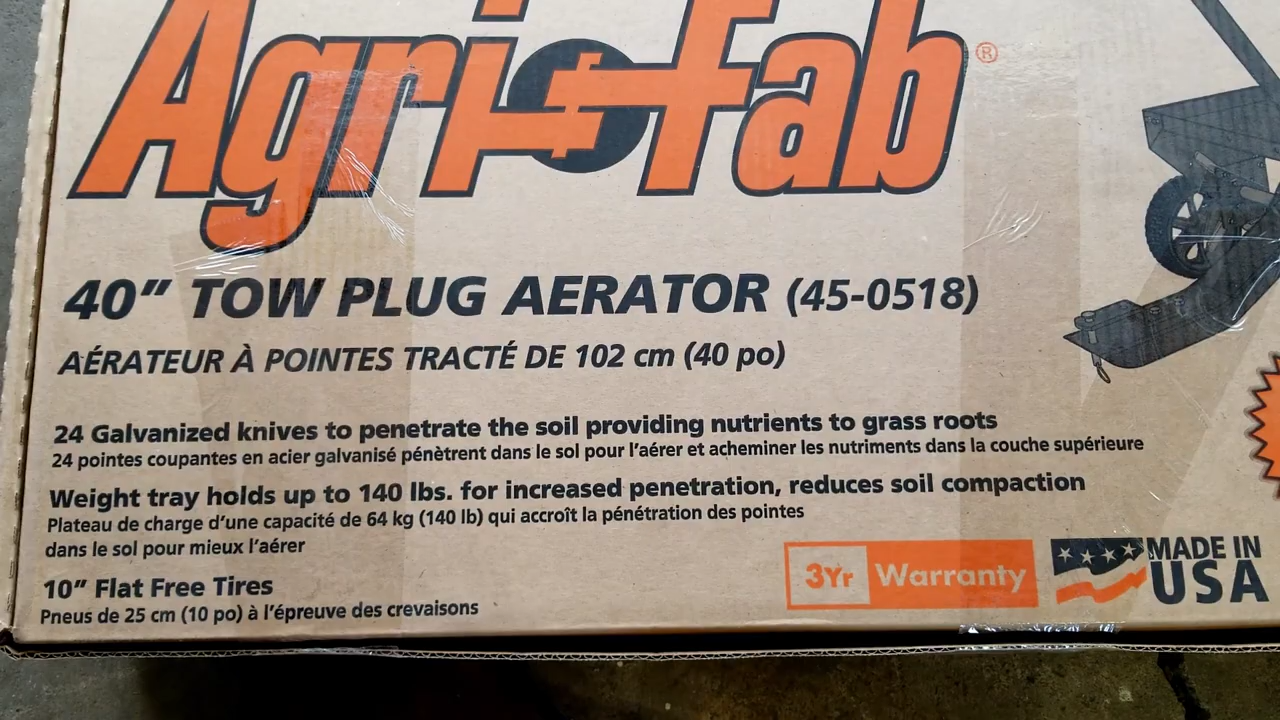 Agri-Fab®
40” TOW PLUG AERATOR (45-0518)
AÉRATEUR À POINTES TRACTÉ DE 102 cm (40 po)
24 Galvanized knives to penetrate the soil providing nutrients to grass roots
24 pointes coupantes en acier galvanisé pénètrent dans le sol pour l’aérer et acheminer les nutriments dans la couche supérieure
Weight tray holds up to 140 lbs. for increased penetration, reduces soil compaction
Plateau de charge d’une capacité de 64 kg (140 lb) qui accroît la pénétration des pointes
dans le sol pour mieux l’aérer
10” Flat Free Tires
Pneus de 25 cm (10 po) à l’épreuve des crevaisons
3Yr Warranty
MADE IN
USA